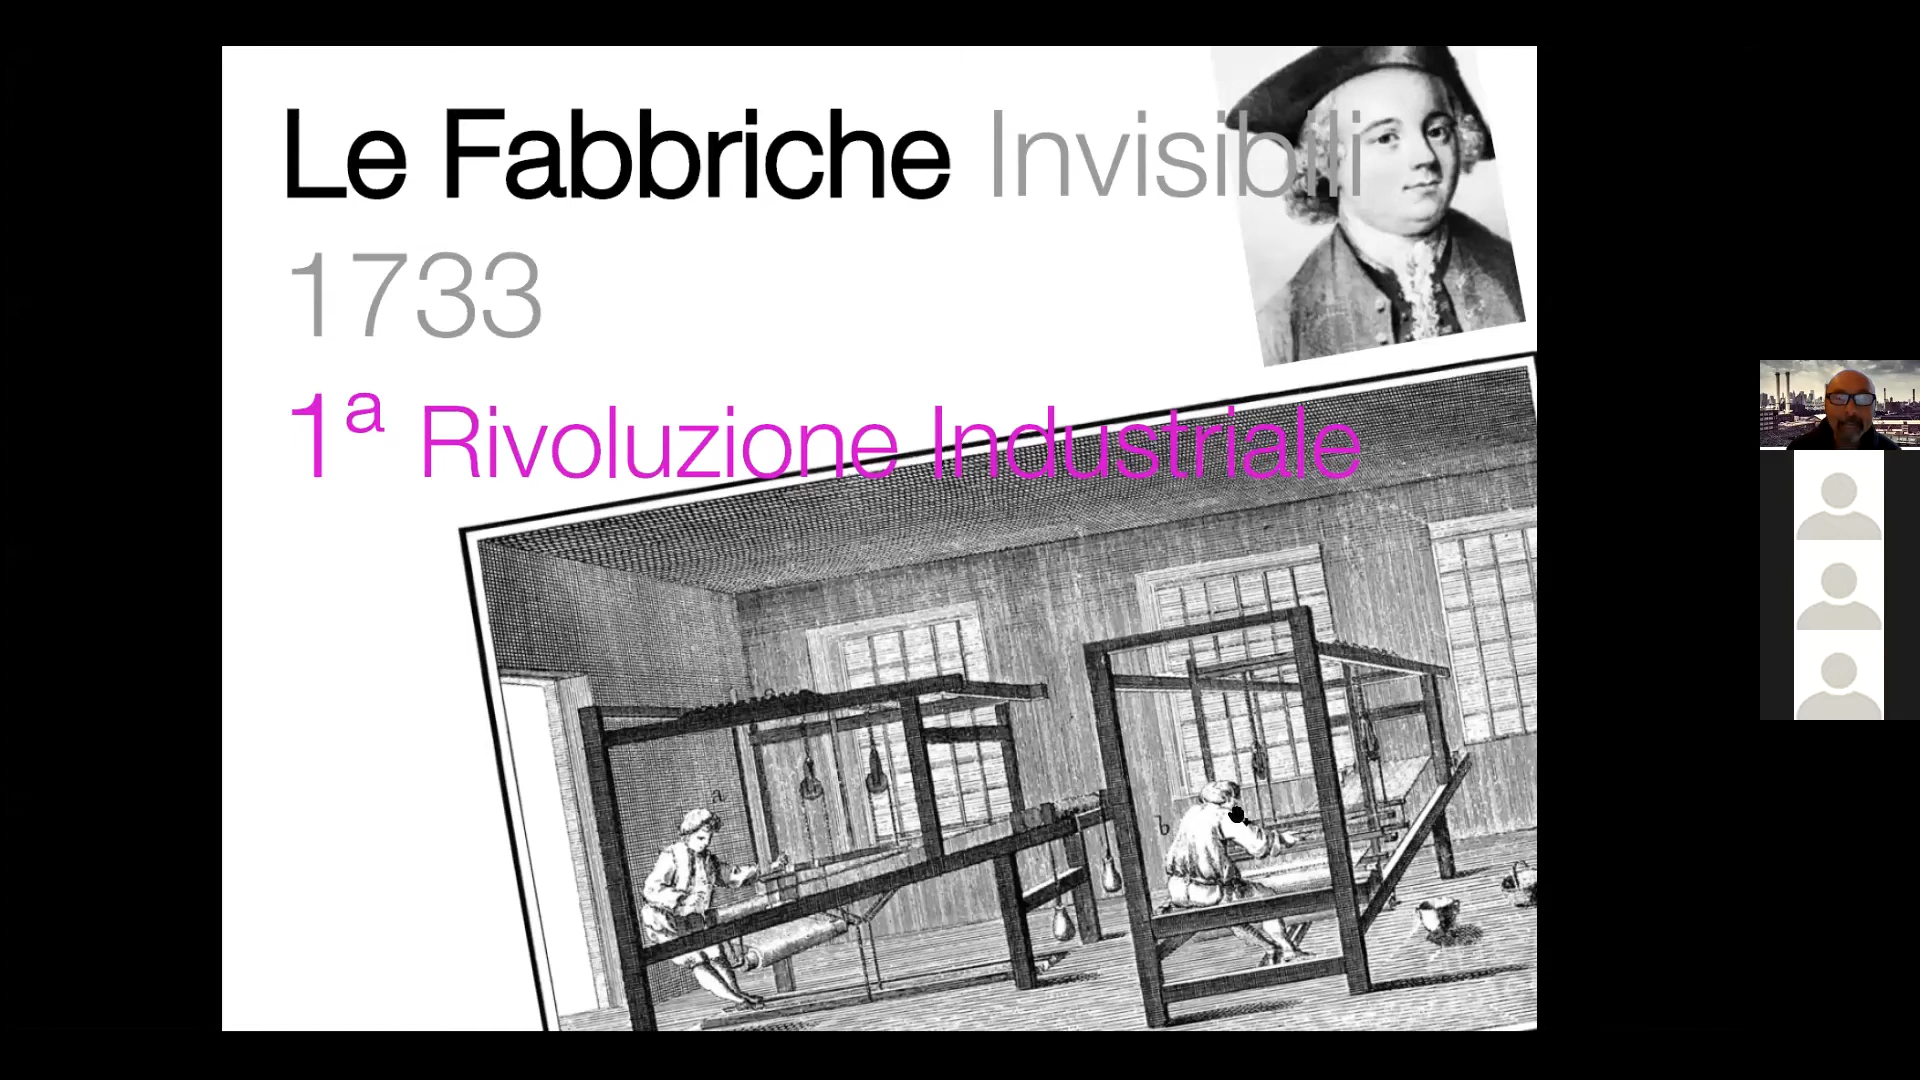 Le Fabbriche Invisibili
1733
1ª Rivoluzione Industriale
a
b